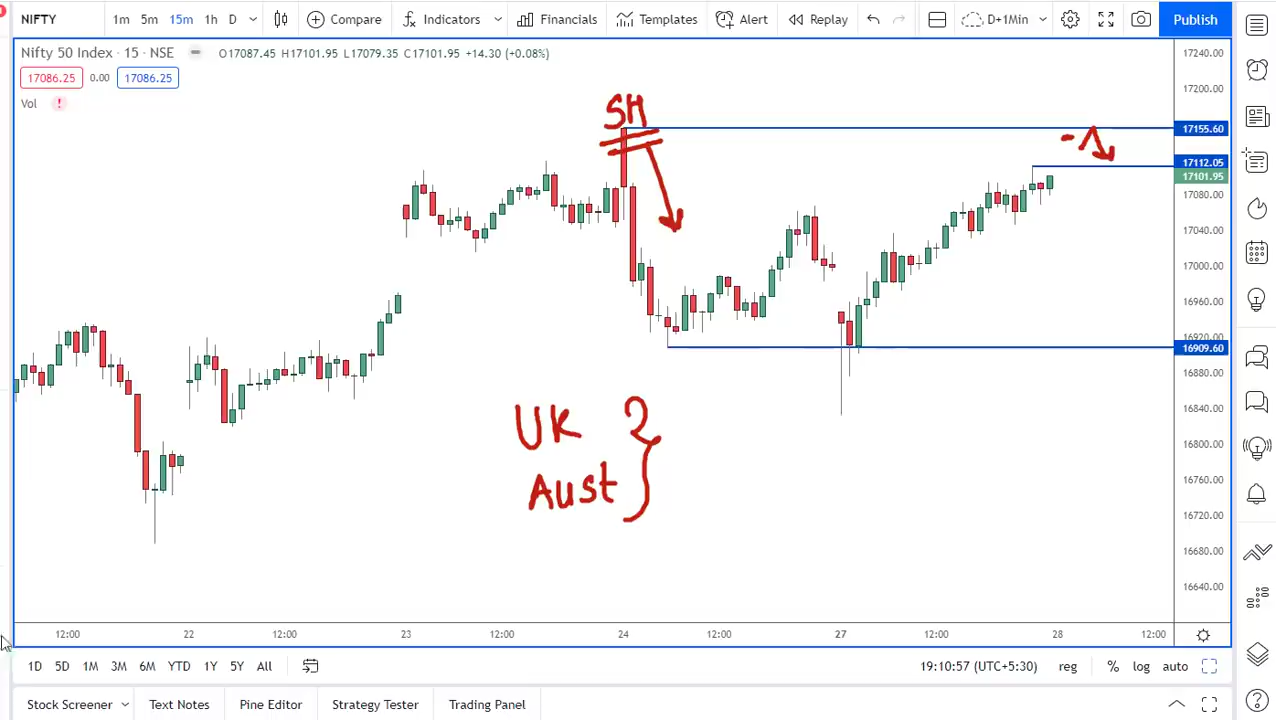 NIFTY 1m 5m 15m 1h D Compare Indicators Financials Templates Alert Replay D+1Min Publish
Nifty 50 Index · 15 · NSE O17087.45 H17101.95 L17079.35 C17101.95 +14.30 (+0.08%)
17086.25 0.00 17086.25
Vol !
SH
17240.00
17200.00
17155.60
17112.05
17101.95
17080.00
17040.00
17000.00
16960.00
16920.00
16909.60
16880.00
16840.00
16800.00
16760.00
16720.00
16680.00
16640.00
UK
Aust
12:00 22 12:00 23 12:00 24 12:00 27 12:00 28 12:00
1D 5D 1M 3M 6M YTD 1Y 5Y All 19:10:57 (UTC+5:30) reg % log auto
Stock Screener Text Notes Pine Editor Strategy Tester Trading Panel